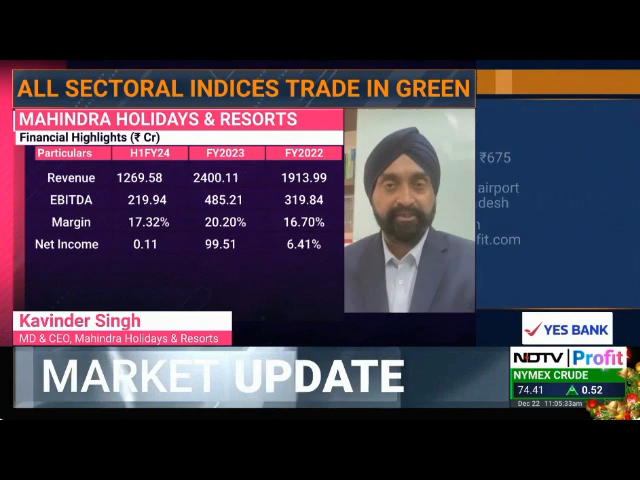 ALL SECTORAL INDICES TRADE IN GREEN
MAHINDRA HOLIDAYS & RESORTS
Financial Highlights (₹ Cr)
Particulars H1FY24 FY2023 FY2022
Revenue 1269.58 2400.11 1913.99
EBITDA 219.94 485.21 319.84
Margin 17.32% 20.20% 16.70%
Net Income 0.11 99.51 6.41%
₹675
airport
desh
fit.com
Kavinder Singh
MD & CEO, Mahindra Holidays & Resorts
YES BANK
MARKET UPDATE
NDTV Profit
NYMEX CRUDE
74.41 0.52
Dec 22 11:05:33am